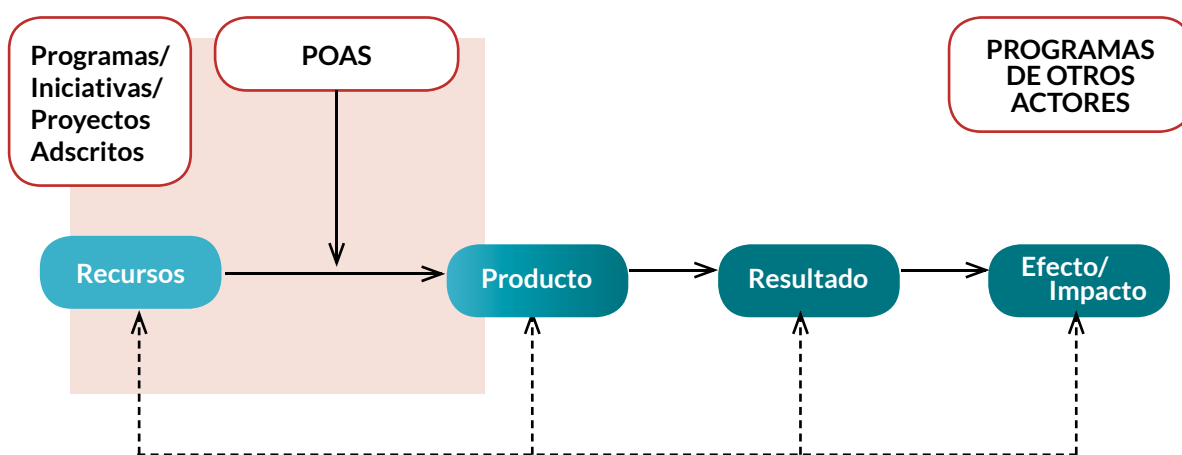 Programas/
Iniciativas/
Proyectos
Adscritos
POAS
PROGRAMAS
DE OTROS
ACTORES
Recursos
Producto
Resultado
Efecto/
Impacto